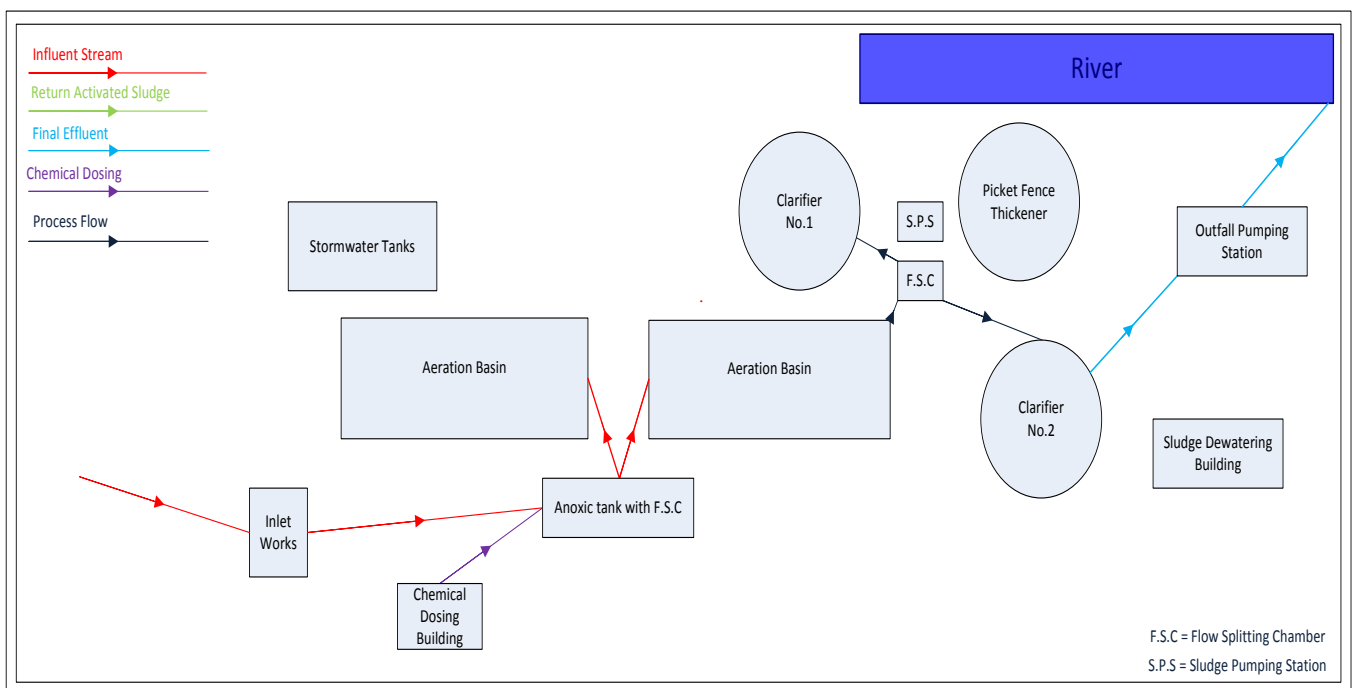 Influent Stream
Return Activated Sludge
Final Effluent
Chemical Dosing
Process Flow
River
Clarifier
No.1
S.P.S
Picket Fence
Thickener
Stormwater Tanks
Outfall Pumping
Station
F.S.C
Aeration Basin
Aeration Basin
Clarifier
No.2
Sludge Dewatering
Building
Inlet
Works
Anoxic tank with F.S.C
Chemical
Dosing
Building
F.S.C = Flow Splitting Chamber
S.P.S = Sludge Pumping Station